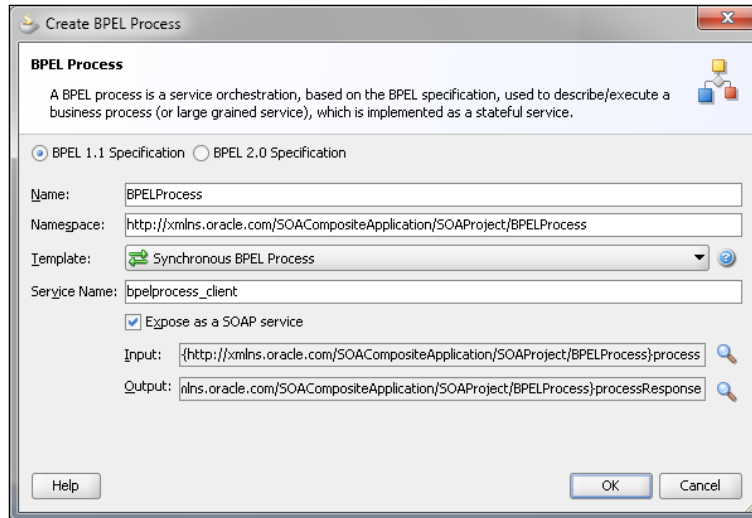 Create BPEL Process
BPEL Process
A BPEL process is a service orchestration, based on the BPEL specification, used to describe/execute a
business process (or large grained service), which is implemented as a stateful service.
BPEL 1.1 Specification BPEL 2.0 Specification
Name: BPELProcess
Namespace: http://xmlns.oracle.com/SOACompositeApplication/SOAProject/BPELProcess
Template: Synchronous BPEL Process
Service Name: bpelprocess_client
Expose as a SOAP service
Input: {http://xmlns.oracle.com/SOACompositeApplication/SOAProject/BPELProcess}process
Output: nlns.oracle.com/SOACompositeApplication/SOAProject/BPELProcess}processResponse
Help OK Cancel